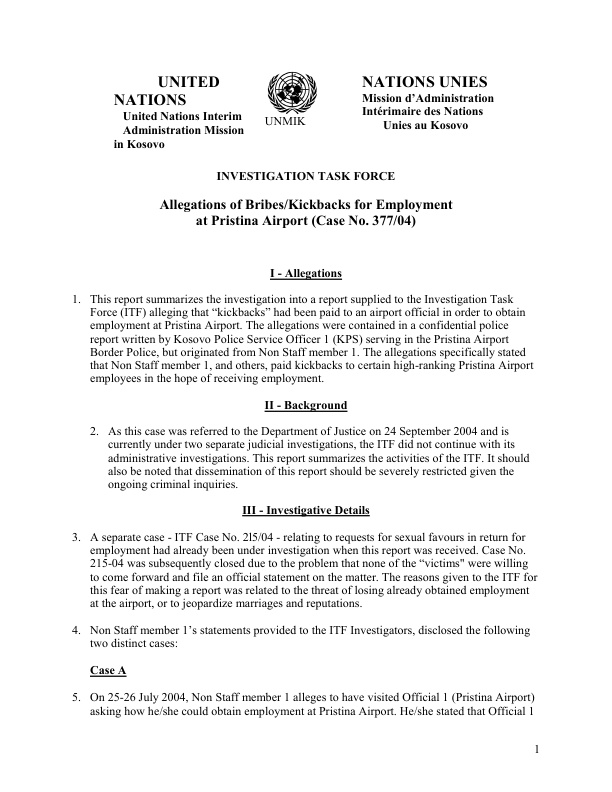 UNITED
NATIONS
United Nations Interim
Administration Mission
in Kosovo
UNMIK
NATIONS UNIES
Mission d’Administration
Intérimaire des Nations
Unies au Kosovo
INVESTIGATION TASK FORCE
Allegations of Bribes/Kickbacks for Employment
at Pristina Airport (Case No. 377/04)
I - Allegations
1. This report summarizes the investigation into a report supplied to the Investigation Task
Force (ITF) alleging that “kickbacks” had been paid to an airport official in order to obtain
employment at Pristina Airport. The allegations were contained in a confidential police
report written by Kosovo Police Service Officer 1 (KPS) serving in the Pristina Airport
Border Police, but originated from Non Staff member 1. The allegations specifically stated
that Non Staff member 1, and others, paid kickbacks to certain high-ranking Pristina Airport
employees in the hope of receiving employment.
II - Background
2. As this case was referred to the Department of Justice on 24 September 2004 and is
currently under two separate judicial investigations, the ITF did not continue with its
administrative investigations. This report summarizes the activities of the ITF. It should
also be noted that dissemination of this report should be severely restricted given the
ongoing criminal inquiries.
III - Investigative Details
3. A separate case - ITF Case No. 2l5/04 - relating to requests for sexual favours in return for
employment had already been under investigation when this report was received. Case No.
215-04 was subsequently closed due to the problem that none of the “victims" were willing
to come forward and file an official statement on the matter. The reasons given to the ITF for
this fear of making a report was related to the threat of losing already obtained employment
at the airport, or to jeopardize marriages and reputations.
4. Non Staff member 1’s statements provided to the ITF Investigators, disclosed the following
two distinct cases:
Case A
5. On 25-26 July 2004, Non Staff member 1 alleges to have visited Official 1 (Pristina Airport)
asking how he/she could obtain employment at Pristina Airport. He/she stated that Official 1
1